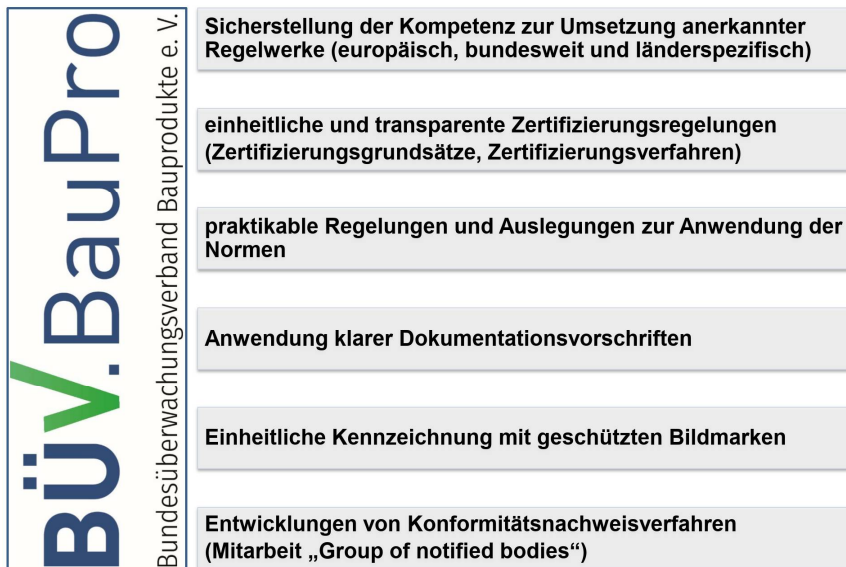 BÜV.BauPro
Bundesüberwachungsverband Bauprodukte e. V.
Sicherstellung der Kompetenz zur Umsetzung anerkannter
Regelwerke (europäisch, bundesweit und länderspezifisch)
einheitliche und transparente Zertifizierungsregelungen
(Zertifizierungsgrundsätze, Zertifizierungsverfahren)
praktikable Regelungen und Auslegungen zur Anwendung der
Normen
Anwendung klarer Dokumentationsvorschriften
Einheitliche Kennzeichnung mit geschützten Bildmarken
Entwicklungen von Konformitätsnachweisverfahren
(Mitarbeit „Group of notified bodies“)